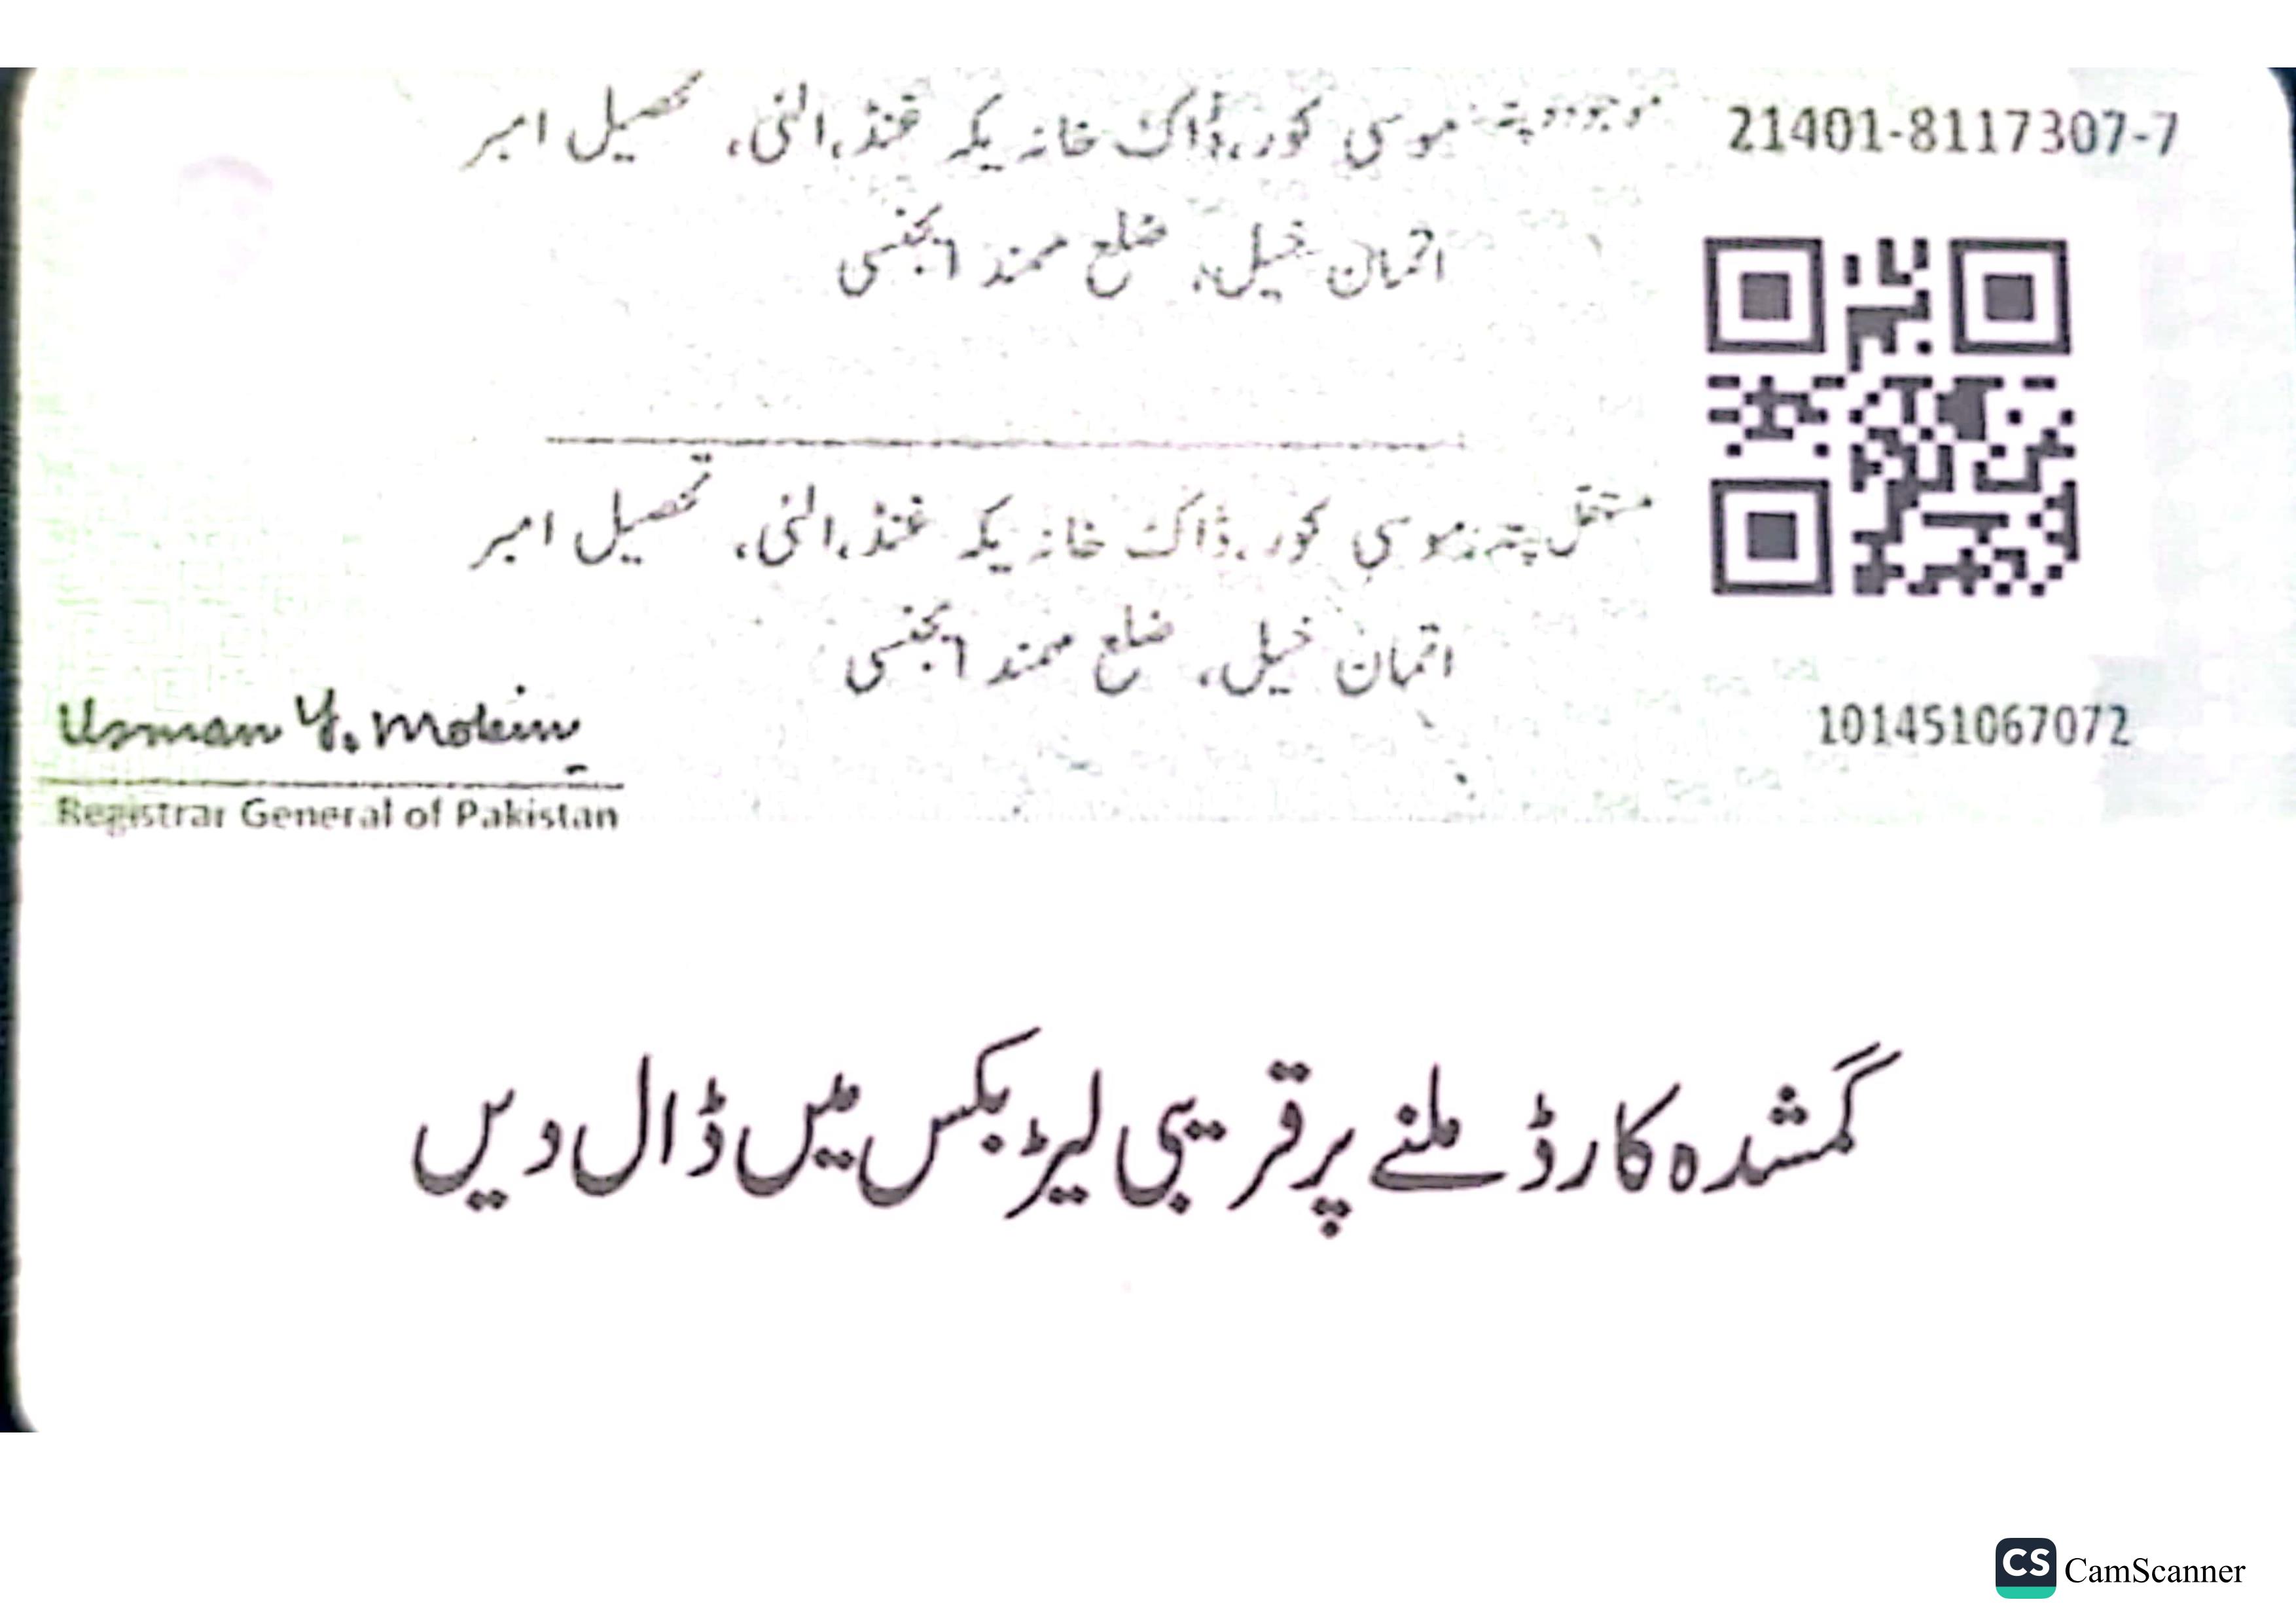 موجودہ پتہ: موسی کور، ڈاک خانہ یکہ غنڈ، النی، تحصیل امبر
اتمان خیل، ضلع مہمند ایجنسی
21401-8117307-7
مستقل پتہ: موسی کور، ڈاک خانہ یکہ غنڈ، النی، تحصیل امبر
اتمان خیل، ضلع مہمند ایجنسی
101451067072
Usman Y. Mobin
Registrar General of Pakistan
گمشدہ کارڈ ملنے پر قریبی لیٹر بکس میں ڈال دیں
CS CamScanner